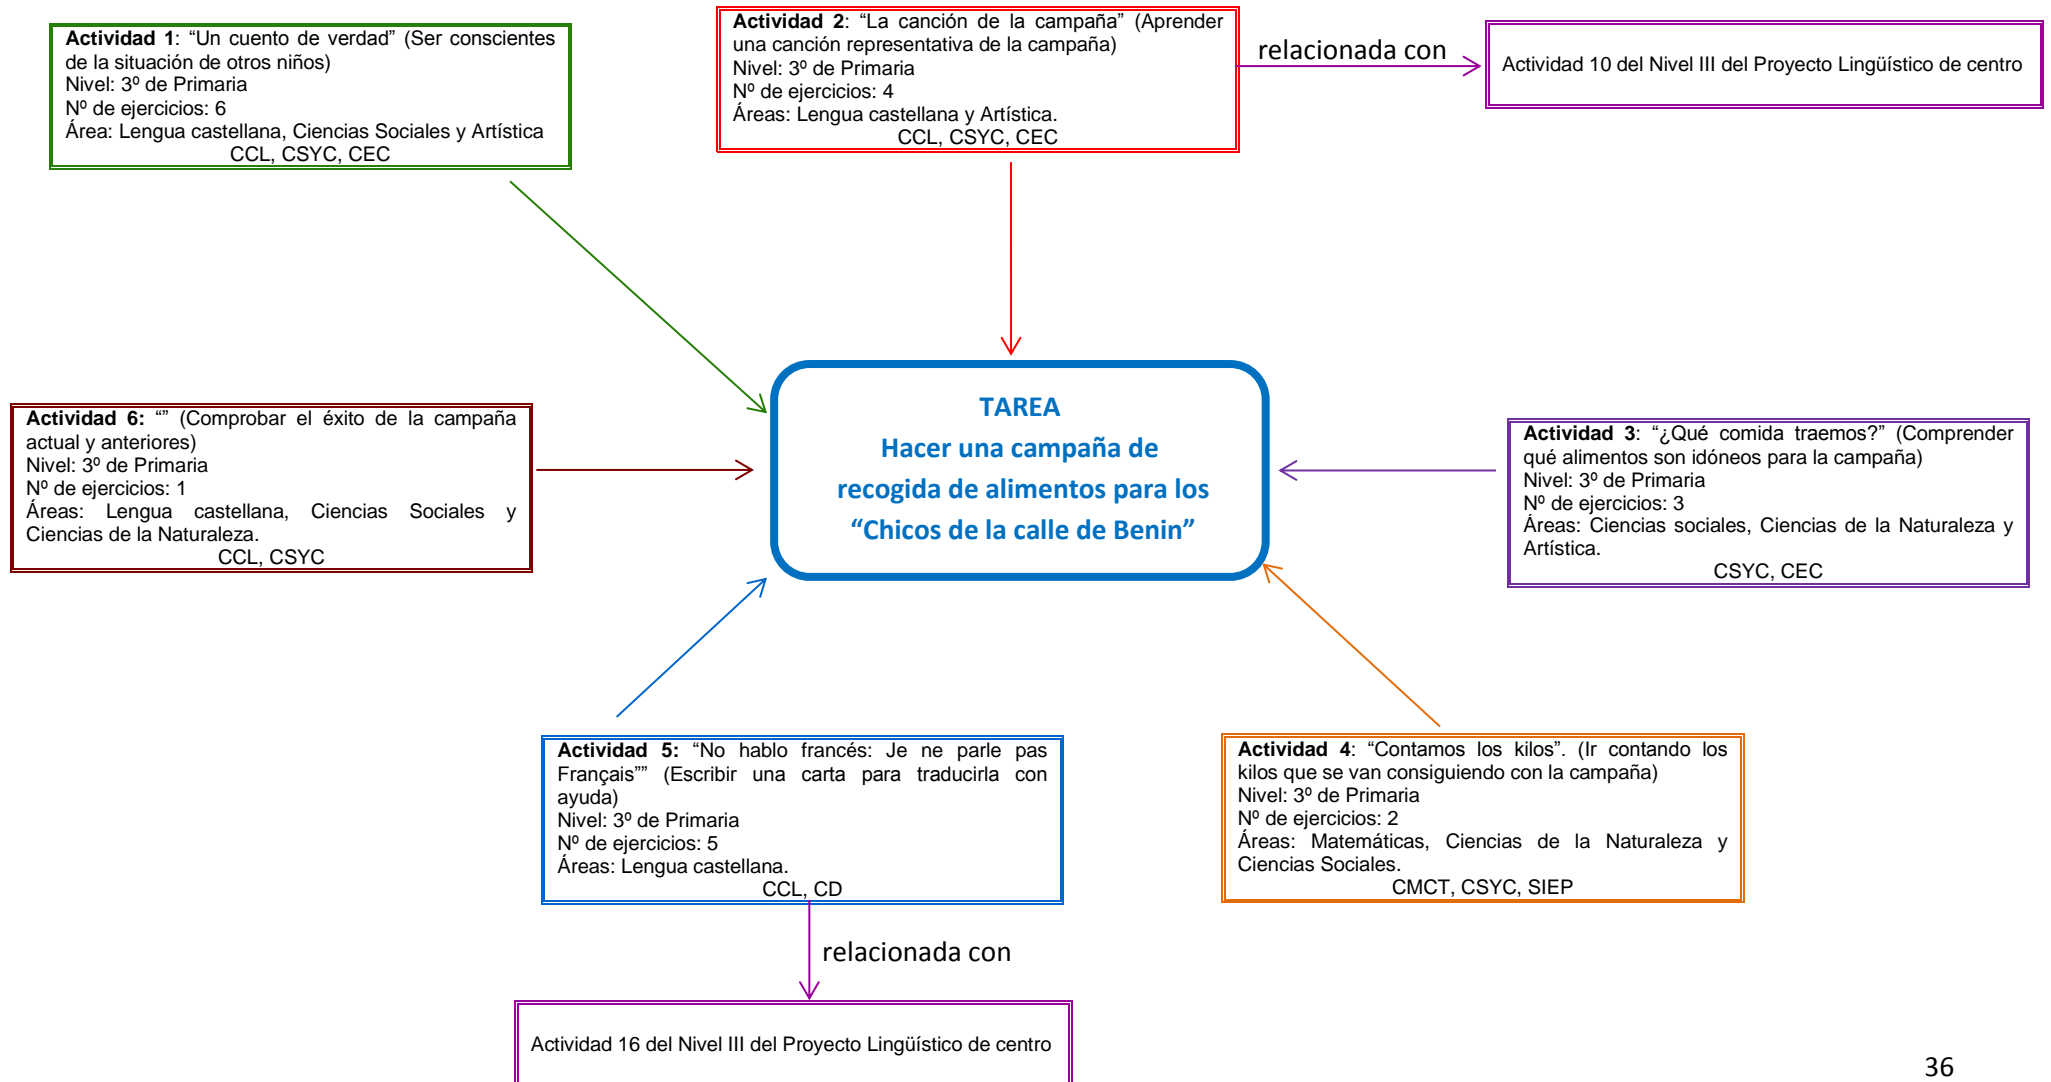 Actividad 1: “Un cuento de verdad” (Ser conscientes
de la situación de otros niños)
Nivel: 3º de Primaria
Nº de ejercicios: 6
Área: Lengua castellana, Ciencias Sociales y Artística
CCL, CSYC, CEC
Actividad 2: “La canción de la campaña” (Aprender
una canción representativa de la campaña)
Nivel: 3º de Primaria
Nº de ejercicios: 4
Áreas: Lengua castellana y Artística.
CCL, CSYC, CEC
relacionada con
Actividad 10 del Nivel III del Proyecto Lingüístico de centro
TAREA
Hacer una campaña de
recogida de alimentos para los
“Chicos de la calle de Benin”
Actividad 6: “” (Comprobar el éxito de la campaña
actual y anteriores)
Nivel: 3º de Primaria
Nº de ejercicios: 1
Áreas: Lengua castellana, Ciencias Sociales y
Ciencias de la Naturaleza.
CCL, CSYC
Actividad 3: “¿Qué comida traemos?” (Comprender
qué alimentos son idóneos para la campaña)
Nivel: 3º de Primaria
Nº de ejercicios: 3
Áreas: Ciencias sociales, Ciencias de la Naturaleza y
Artística.
CSYC, CEC
Actividad 5: “No hablo francés: Je ne parle pas
Français”” (Escribir una carta para traducirla con
ayuda)
Nivel: 3º de Primaria
Nº de ejercicios: 5
Áreas: Lengua castellana.
CCL, CD
Actividad 4: “Contamos los kilos”. (Ir contando los
kilos que se van consiguiendo con la campaña)
Nivel: 3º de Primaria
Nº de ejercicios: 2
Áreas: Matemáticas, Ciencias de la Naturaleza y
Ciencias Sociales.
CMCT, CSYC, SIEP
relacionada con
Actividad 16 del Nivel III del Proyecto Lingüístico de centro
36